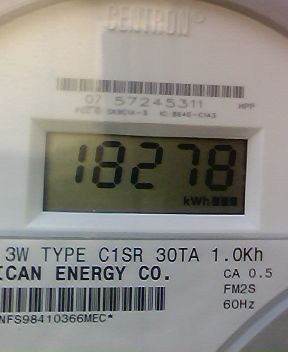 CENTRON
07 57245311 HPP
18278
kWh
3W TYPE C1SR 30TA 1.0Kh
ICAN ENERGY CO. CA 0.5
FM2S
60Hz
NFS98410366MEC*